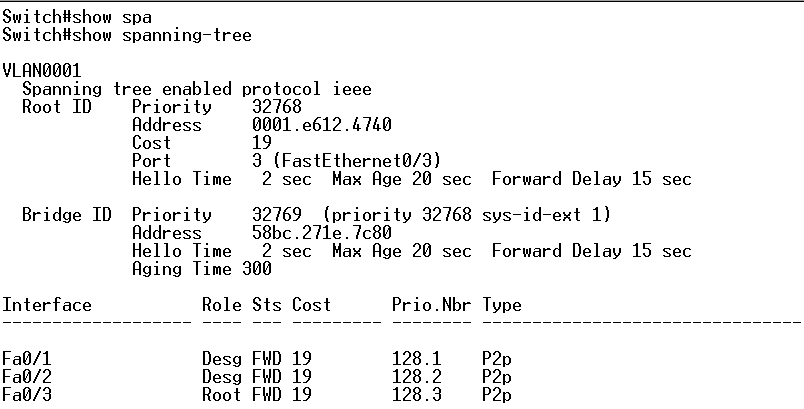 Switch#show spa
Switch#show spanning-tree
VLAN0001
  Spanning tree enabled protocol ieee
  Root ID    Priority    32768
             Address     0001.e612.4740
             Cost        19
             Port        3 (FastEthernet0/3)
             Hello Time   2 sec  Max Age 20 sec  Forward Delay 15 sec
  Bridge ID  Priority    32769  (priority 32768 sys-id-ext 1)
             Address     58bc.271e.7c80
             Hello Time   2 sec  Max Age 20 sec  Forward Delay 15 sec
             Aging Time 300
Interface           Role Sts Cost      Prio.Nbr Type
------------------- ---- --- --------- -------- --------------------------------
Fa0/1               Desg FWD 19        128.1    P2p
Fa0/2               Desg FWD 19        128.2    P2p
Fa0/3               Root FWD 19        128.3    P2p